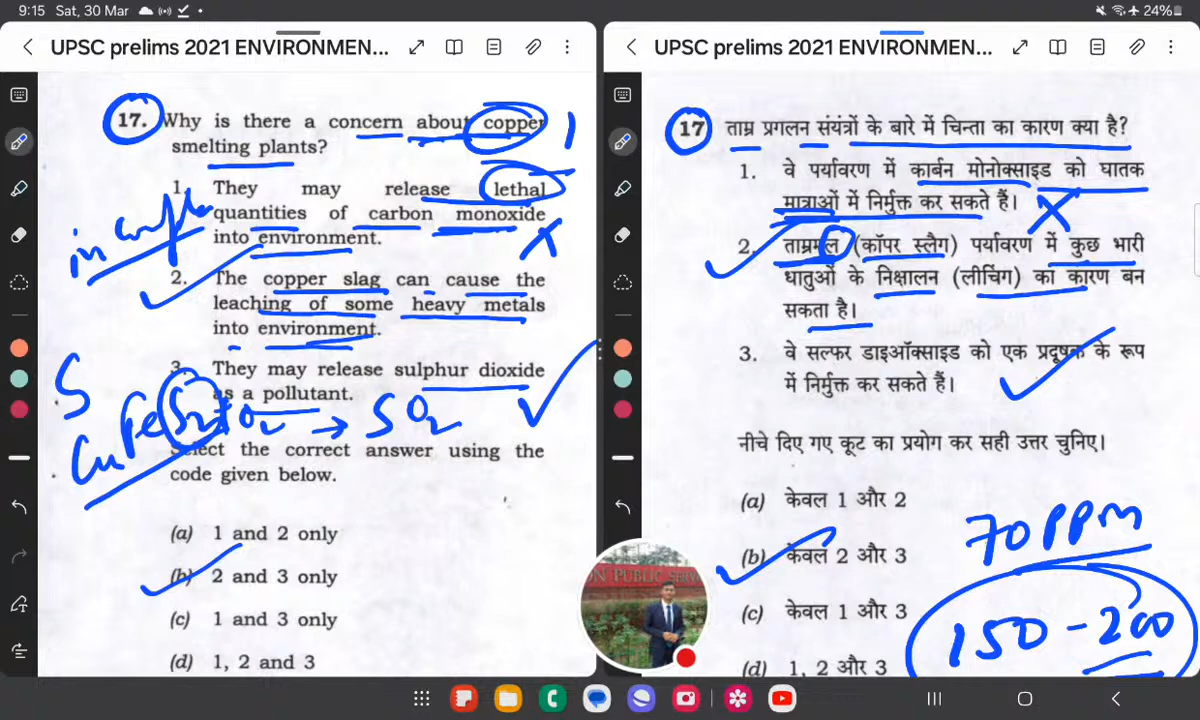 9:15 Sat, 30 Mar
24%
UPSC prelims 2021 ENVIRONMEN...
17. Why is there a concern about copper
smelting plants?
1. They may release lethal
quantities of carbon monoxide
into environment.
2. The copper slag can cause the
leaching of some heavy metals
into environment.
3. They may release sulphur dioxide
as a pollutant.
S
CuFeS2 + O2 → SO2
Select the correct answer using the
code given below.
(a) 1 and 2 only
(b) 2 and 3 only
(c) 1 and 3 only
(d) 1, 2 and 3
UPSC prelims 2021 ENVIRONMEN...
17 ताम्र प्रगलन संयंत्रों के बारे में चिन्ता का कारण क्या है?
1. वे पर्यावरण में कार्बन मोनोक्साइड को घातक
मात्राओं में निर्मुक्त कर सकते हैं।
2. ताम्रमल (कॉपर स्लैग) पर्यावरण में कुछ भारी
धातुओं के निक्षालन (लीचिंग) का कारण बन
सकता है।
3. वे सल्फर डाइऑक्साइड को एक प्रदूषक के रूप
में निर्मुक्त कर सकते हैं।
नीचे दिए गए कूट का प्रयोग कर सही उत्तर चुनिए।
(a) केवल 1 और 2
(b) केवल 2 और 3
(c) केवल 1 और 3
(d) 1, 2 और 3
70 PPM
150 - 200
ON PUBLIC SERV